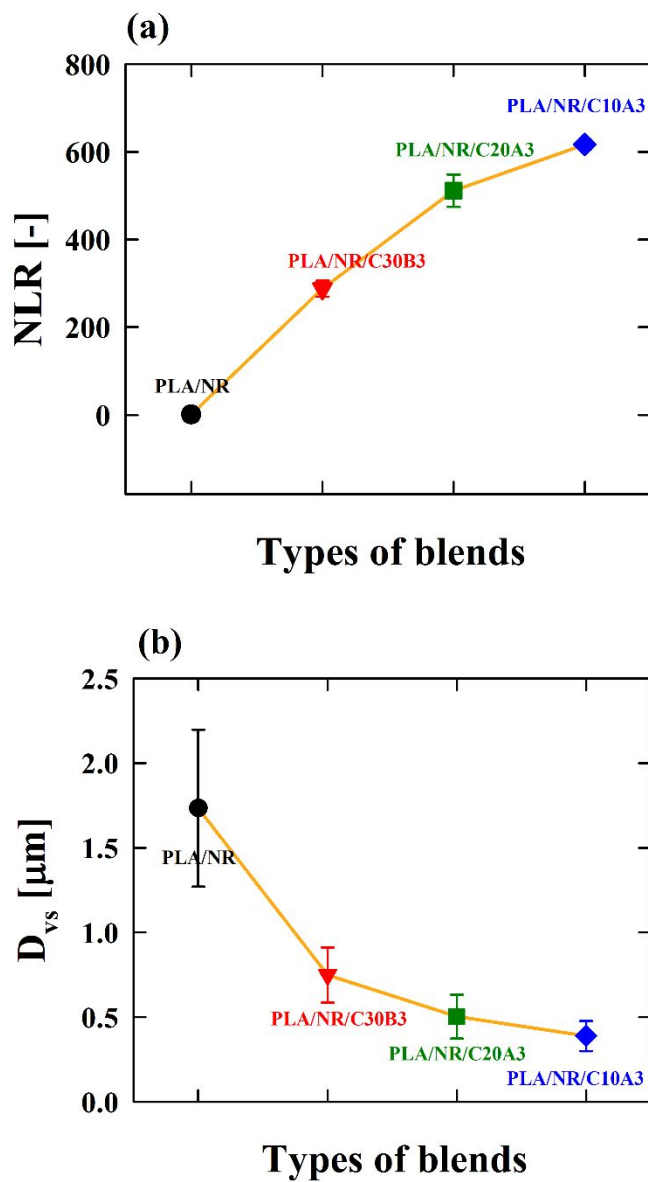 (a)
800
600
400
200
0
NLR [-]
PLA/NR
PLA/NR/C30B3
PLA/NR/C20A3
PLA/NR/C10A3
Types of blends
(b)
2.5
2.0
1.5
1.0
0.5
0.0
Dvs [μm]
PLA/NR
PLA/NR/C30B3
PLA/NR/C20A3
PLA/NR/C10A3
Types of blends